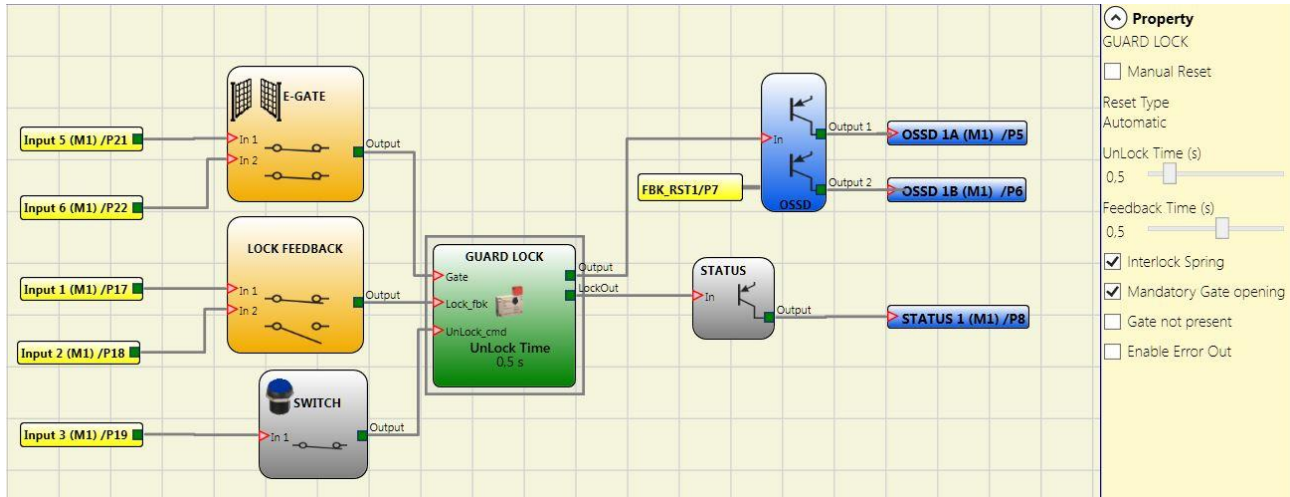 E-GATE
Input 5 (M1) /P21
In 1
In 2
Output
Input 6 (M1) /P22
LOCK FEEDBACK
Input 1 (M1) /P17
In 1
In 2
Output
Input 2 (M1) /P18
SWITCH
Input 3 (M1) /P19
In 1
Output
GUARD LOCK
Gate
Lock_fbk
UnLock_cmd
UnLock Time
0,5 s
Output
LockOut
FBK_RST1/P7
In
OSSD
Output 1
Output 2
OSSD 1A (M1) /P5
OSSD 1B (M1) /P6
STATUS
In
Output
STATUS 1 (M1) /P8
Property
GUARD LOCK
Manual Reset
Reset Type
Automatic
UnLock Time (s)
0,5
Feedback Time (s)
0,5
Interlock Spring
Mandatory Gate opening
Gate not present
Enable Error Out